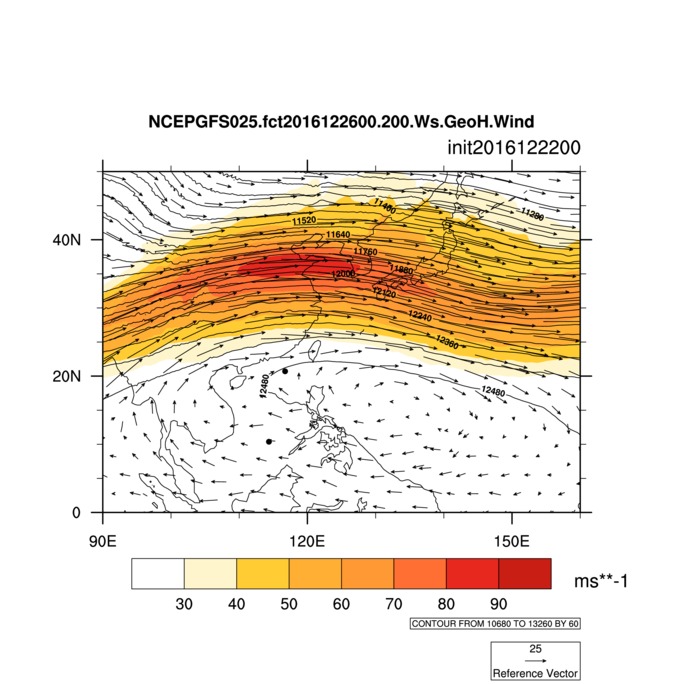 NCEPGFS025.fct2016122600.200.Ws.GeoH.Wind
init2016122200
11400
11280
11520
40N
11640
11760
11880
12000
12120
12240
12360
20N
12480
12480
0
90E 120E 150E
ms**-1
30 40 50 60 70 80 90
CONTOUR FROM 10680 TO 13260 BY 60
25
Reference Vector